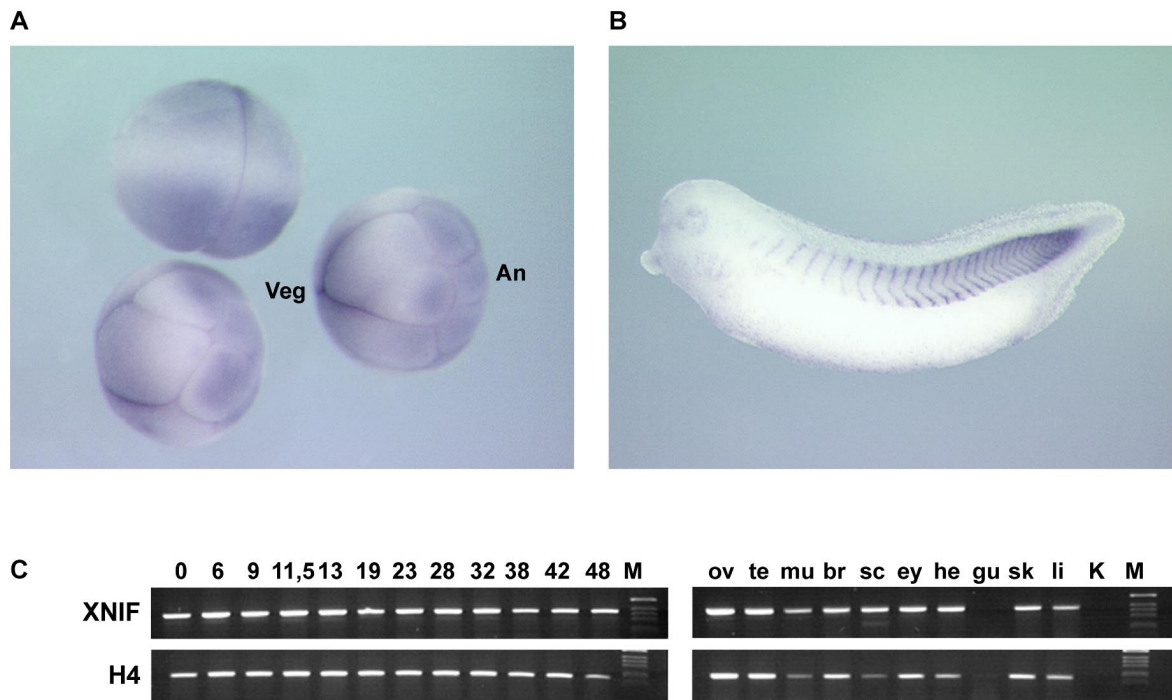 A
B
Veg
An
C
0 6 9 11,5 13 19 23 28 32 38 42 48 M
ov te mu br sc ey he gu sk li K M
XNIF
H4